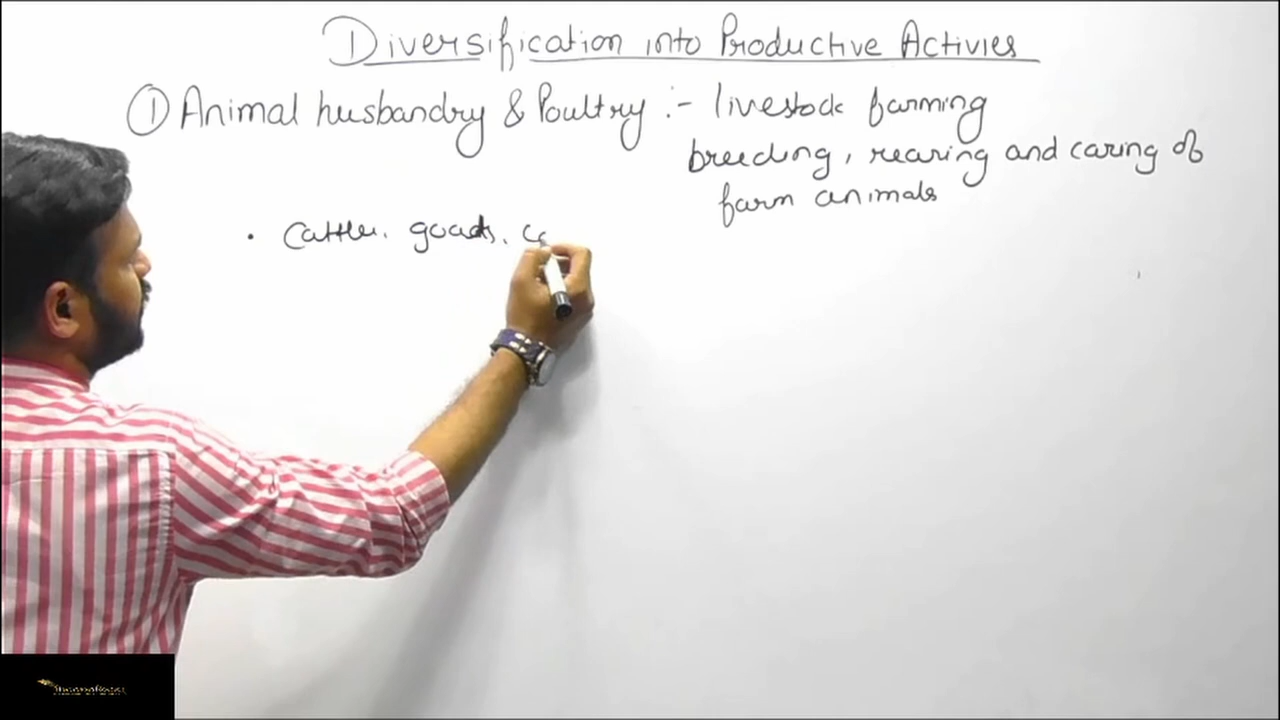 Diversification into Productive Activies
① Animal husbandry & Poultry :- livestock farming
breeding, rearing and caring of
farm animals
• Cattle, goats,